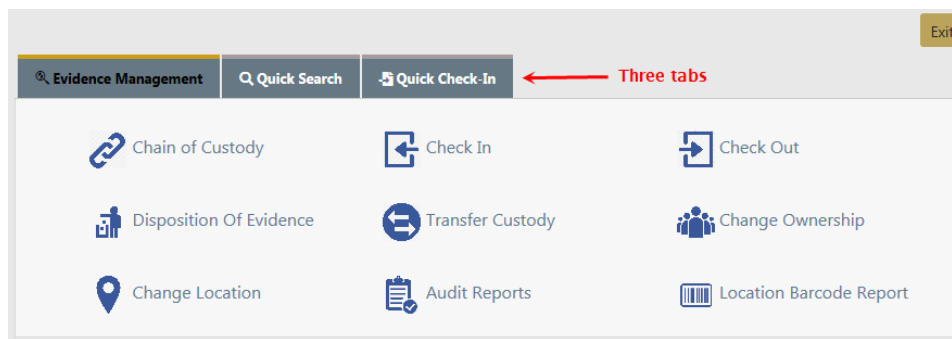 Exit
Evidence Management Quick Search Quick Check-In Three tabs
Chain of Custody Check In Check Out
Disposition Of Evidence Transfer Custody Change Ownership
Change Location Audit Reports Location Barcode Report